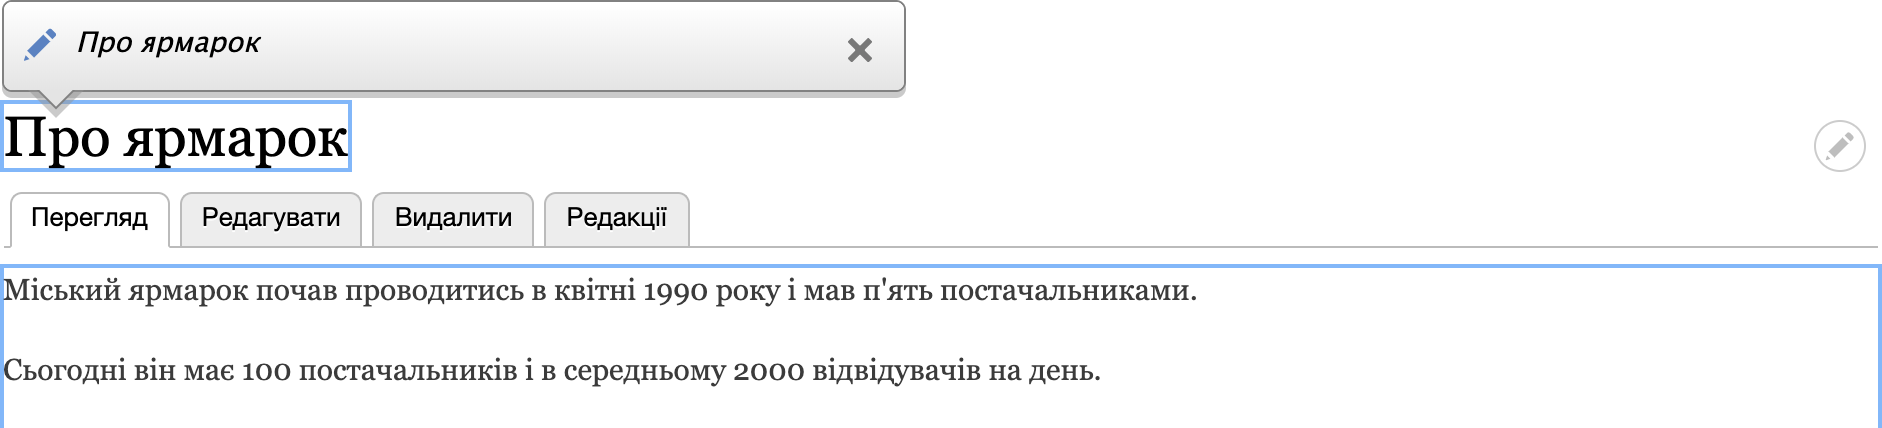 Про ярмарок
Про ярмарок
Перегляд
Редагувати
Видалити
Редакції
Міський ярмарок почав проводитись в квітні 1990 року і мав п'ять постачальниками.
Сьогодні він має 100 постачальників і в середньому 2000 відвідувачів на день.